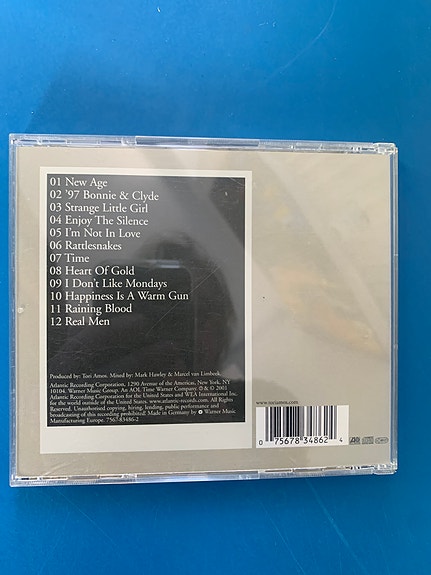 01 New Age
02 '97 Bonnie & Clyde
03 Strange Little Girl
04 Enjoy The Silence
05 I'm Not In Love
06 Rattlesnakes
07 Time
08 Heart Of Gold
09 I Don't Like Mondays
10 Happiness Is A Warm Gun
11 Raining Blood
12 Real Men
Produced by: Tori Amos. Mixed by: Mark Hawley & Marcel van Limbeek.
Atlantic Recording Corporation, 1290 Avenue of the Americas, New York, NY
10104. Warner Music Group. An AOL Time Warner Company. ℗ & © 2001
Atlantic Recording Corporation for the United States and WEA International Inc.
for the world outside of the United States. www.atlantic-records.com. All Rights
Reserved. Unauthorized copying, hiring, lending, public performance and
broadcasting of this recording prohibited. Made in Germany by Warner Music
Manufacturing Europe. 7567-83486-2
www.toriamos.com
0 75678 34862 4